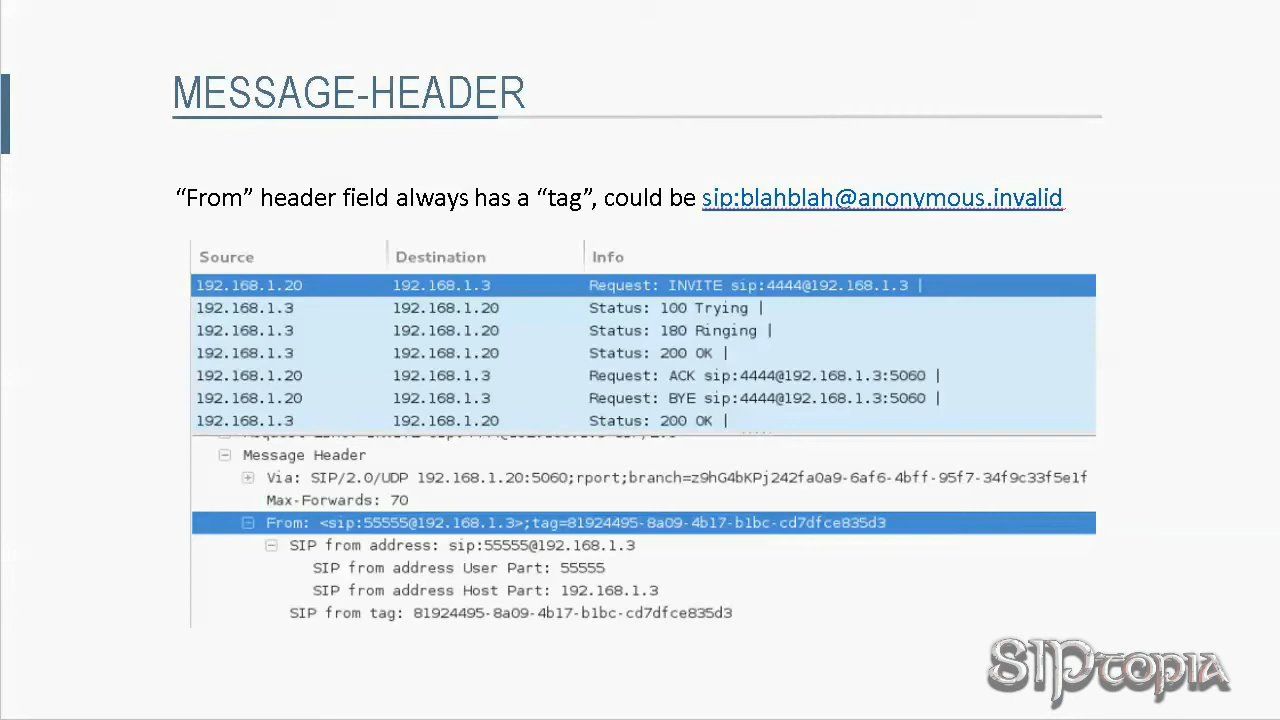 MESSAGE-HEADER
“From” header field always has a “tag”, could be sip:blahblah@anonymous.invalid
Source Destination Info
192.168.1.20 192.168.1.3 Request: INVITE sip:4444@192.168.1.3 |
192.168.1.3 192.168.1.20 Status: 100 Trying |
192.168.1.3 192.168.1.20 Status: 180 Ringing |
192.168.1.3 192.168.1.20 Status: 200 OK |
192.168.1.20 192.168.1.3 Request: ACK sip:4444@192.168.1.3:5060 |
192.168.1.20 192.168.1.3 Request: BYE sip:4444@192.168.1.3:5060 |
192.168.1.3 192.168.1.20 Status: 200 OK |
Message Header
Via: SIP/2.0/UDP 192.168.1.20:5060;rport;branch=z9hG4bKPj242fa0a9-6af6-4bff-95f7-34f9c33f5e1f
Max-Forwards: 70
From: <sip:55555@192.168.1.3>;tag=81924495-8a09-4b17-b1bc-cd7dfce835d3
SIP from address: sip:55555@192.168.1.3
SIP from address User Part: 55555
SIP from address Host Part: 192.168.1.3
SIP from tag: 81924495-8a09-4b17-b1bc-cd7dfce835d3
SIPtopia